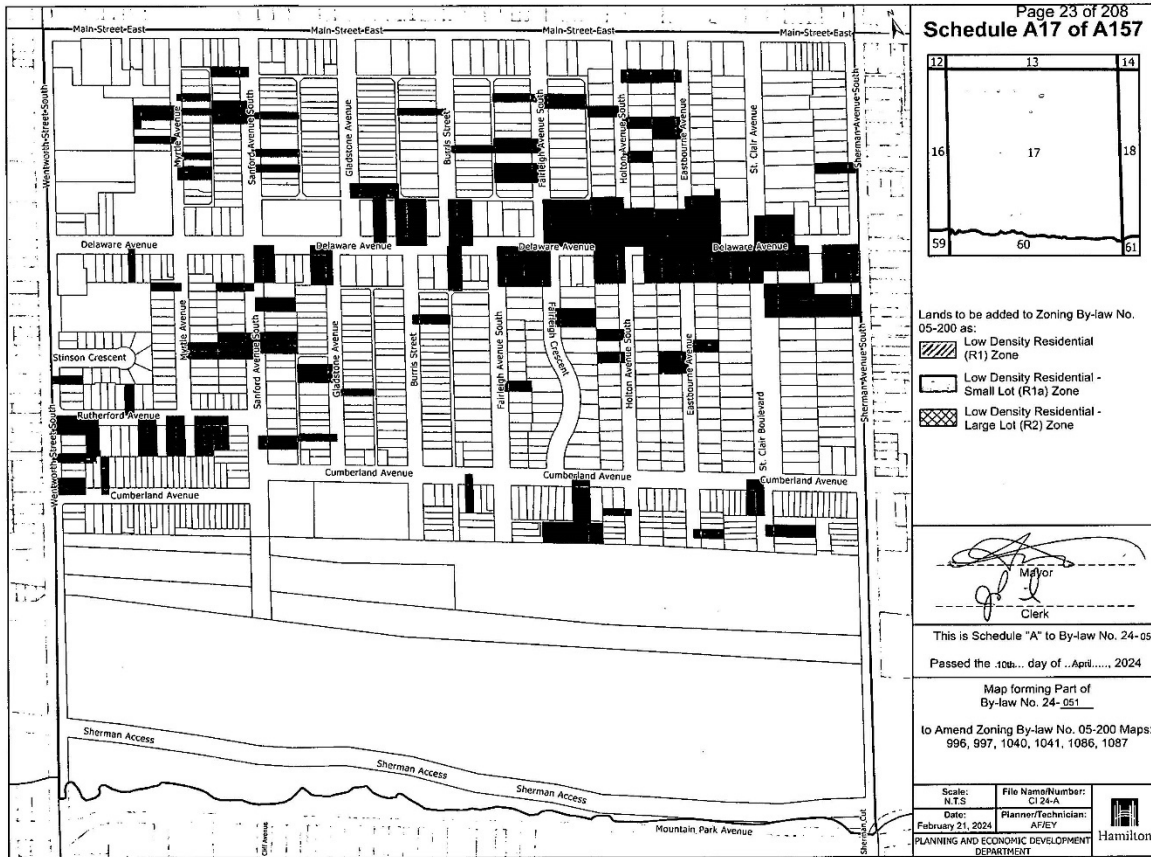 Page 23 of 208
Schedule A17 of A157
Main-Street-East
Main-Street-East
Main-Street-East
Main-Street-East
12
13
14
16
17
18
59
60
61
Wentworth-Street-South
Myrtle Avenue
Sanford Avenue South
Gladstone Avenue
Burris Street
Fairleigh Avenue South
Holton Avenue South
Eastbourne Avenue
St. Clair Avenue
Sherman-Avenue-South
Delaware Avenue
Delaware Avenue
Delaware Avenue
Delaware Avenue
Myrtle Avenue
Sanford Avenue South
Gladstone Avenue
Burris Street
Fairleigh Avenue South
Fairleigh Crescent
Holton Avenue South
Eastbourne Avenue
St. Clair Boulevard
Sherman-Avenue-South
Stinson Crescent
Rutherford Avenue
Wentworth-Street-South
Cumberland Avenue
Cumberland Avenue
Cumberland Avenue
Cumberland Avenue
Sherman Access
Sherman Access
Sherman Access
Mountain Park Avenue
Cliff Avenue
Sherman Cut
Lands to be added to Zoning By-law No.
05-200 as:
Low Density Residential
(R1) Zone
Low Density Residential -
Small Lot (R1a) Zone
Low Density Residential -
Large Lot (R2) Zone
Mayor
Clerk
This is Schedule "A" to By-law No. 24-05
Passed the .10th... day of ..April....., 2024
Map forming Part of
By-law No. 24- 051
to Amend Zoning By-law No. 05-200 Maps:
996, 997, 1040, 1041, 1086, 1087
Scale:
N.T.S
File Name/Number:
CI 24-A
Date:
February 21, 2024
Planner/Technician:
AF/EY
PLANNING AND ECONOMIC DEVELOPMENT
DEPARTMENT
Hamilton